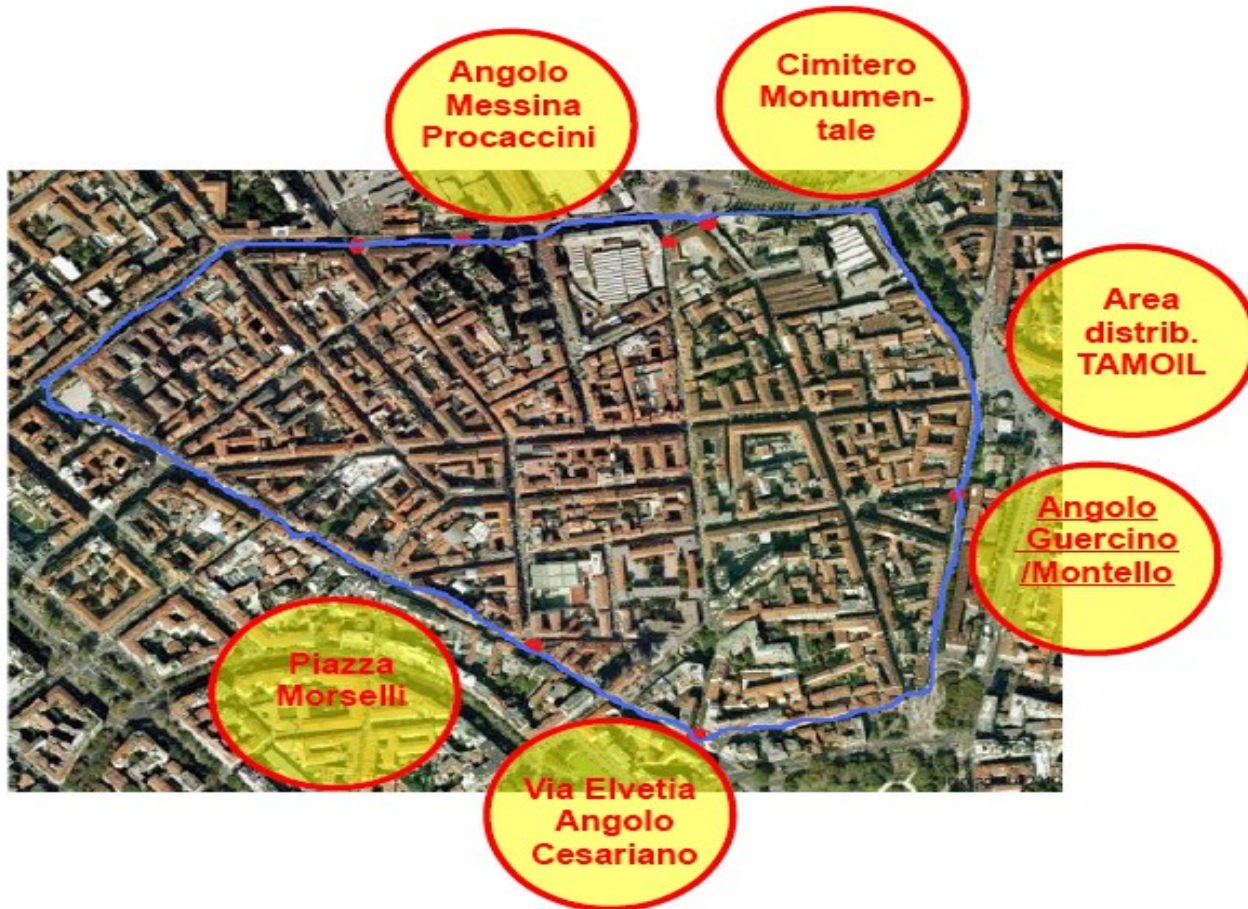 Angolo
Messina
Procaccini
Cimitero
Monumen-
tale
Area
distrib.
TAMOIL
Angolo
Guercino
/Montello
Piazza
Morselli
Via Elvetia
Angolo
Cesariano